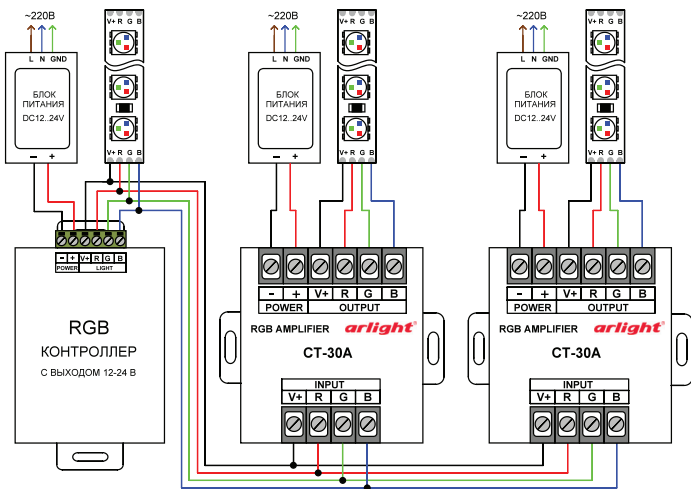 ~220В
L N GND
БЛОК
ПИТАНИЯ
DC12..24V
– +
V+ R G B
V+ R G B
– + V+ R G B
POWER LIGHT
RGB
КОНТРОЛЛЕР
С ВЫХОДОМ 12-24 В
~220В
L N GND
БЛОК
ПИТАНИЯ
DC12..24V
– +
V+ R G B
V+ R G B
– + V+ R G B
POWER OUTPUT
RGB AMPLIFIER arlight®
CT-30A
INPUT
V+ R G B
~220В
L N GND
БЛОК
ПИТАНИЯ
DC12..24V
– +
V+ R G B
V+ R G B
– + V+ R G B
POWER OUTPUT
RGB AMPLIFIER arlight®
CT-30A
INPUT
V+ R G B